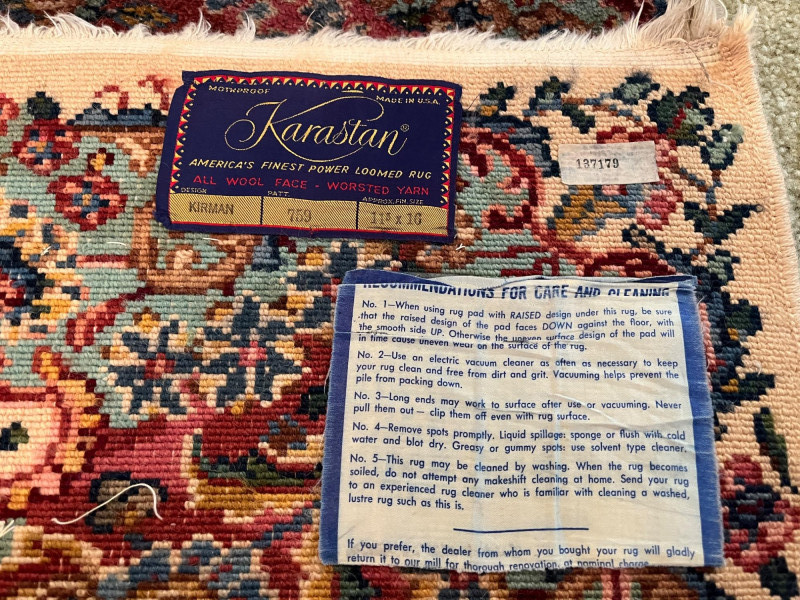 MOTHPROOF
MADE IN U.S.A.
Karastan®
AMERICA'S FINEST POWER LOOMED RUG
ALL WOOL FACE - WORSTED YARN
DESIGN PATT. APPROX. FIN. SIZE
KIRMAN 759
137179
RECOMMENDATIONS FOR CARE AND CLEANING
No. 1—When using rug pad with RAISED design under this rug, be sure
that the raised design of the pad faces DOWN against the floor, with
the smooth side UP. Otherwise the uneven surface design of the pad will
in time cause uneven wear on the surface of the rug.
No. 2—Use an electric vacuum cleaner as often as necessary to keep
your rug clean and free from dirt and grit. Vacuuming helps prevent the
pile from packing down.
No. 3—Long ends may work to surface after use or vacuuming. Never
pull them out — clip them off even with rug surface.
No. 4—Remove spots promptly. Liquid spillage: sponge or flush with cold
water and blot dry. Greasy or gummy spots: use solvent type cleaner.
No. 5—This rug may be cleaned by washing. When the rug becomes
soiled, do not attempt any makeshift cleaning at home. Send your rug
to an experienced rug cleaner who is familiar with cleaning a washed,
lustre rug such as this is.
If you prefer, the dealer from whom you bought your rug will gladly
return it to our mill for thorough renovation, at nominal charge.